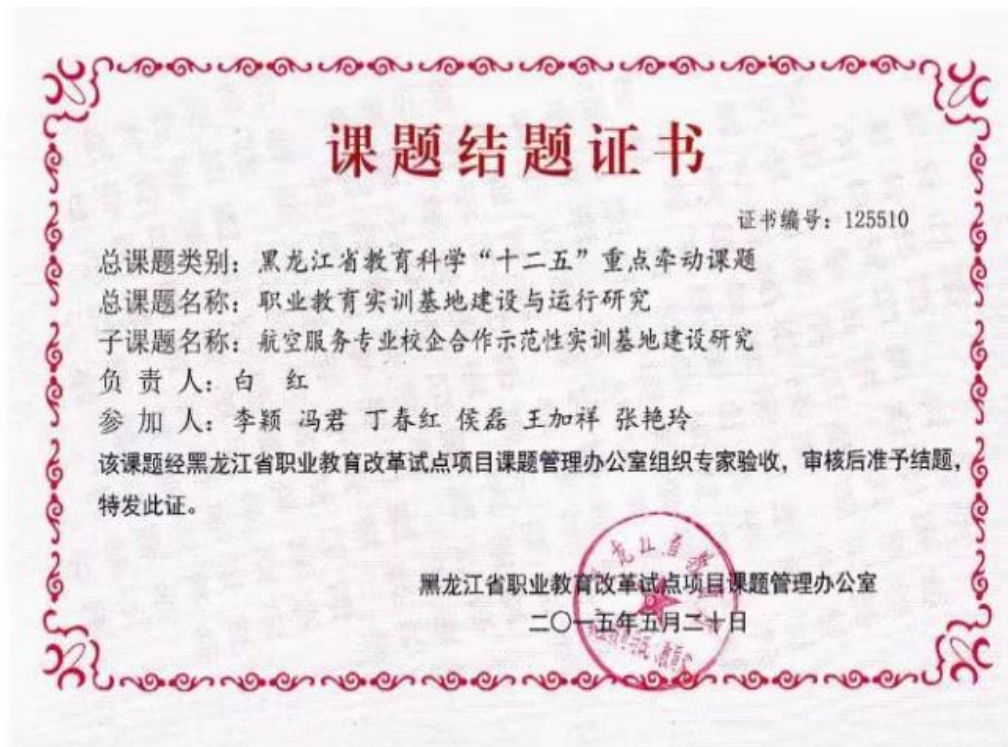 课题结题证书
证书编号：125510
总课题类别：黑龙江省教育科学“十二五”重点牵动课题
总课题名称：职业教育实训基地建设与运行研究
子课题名称：航空服务专业校企合作示范性实训基地建设研究
负 责 人：白 红
参 加 人：李颖 冯君 丁春红 侯磊 王加祥 张艳玲
该课题经黑龙江省职业教育改革试点项目课题管理办公室组织专家验收，审核后准予结题，
特发此证。
黑龙江省职业教育改革试点项目课题管理办公室
二〇一五年五月二十日